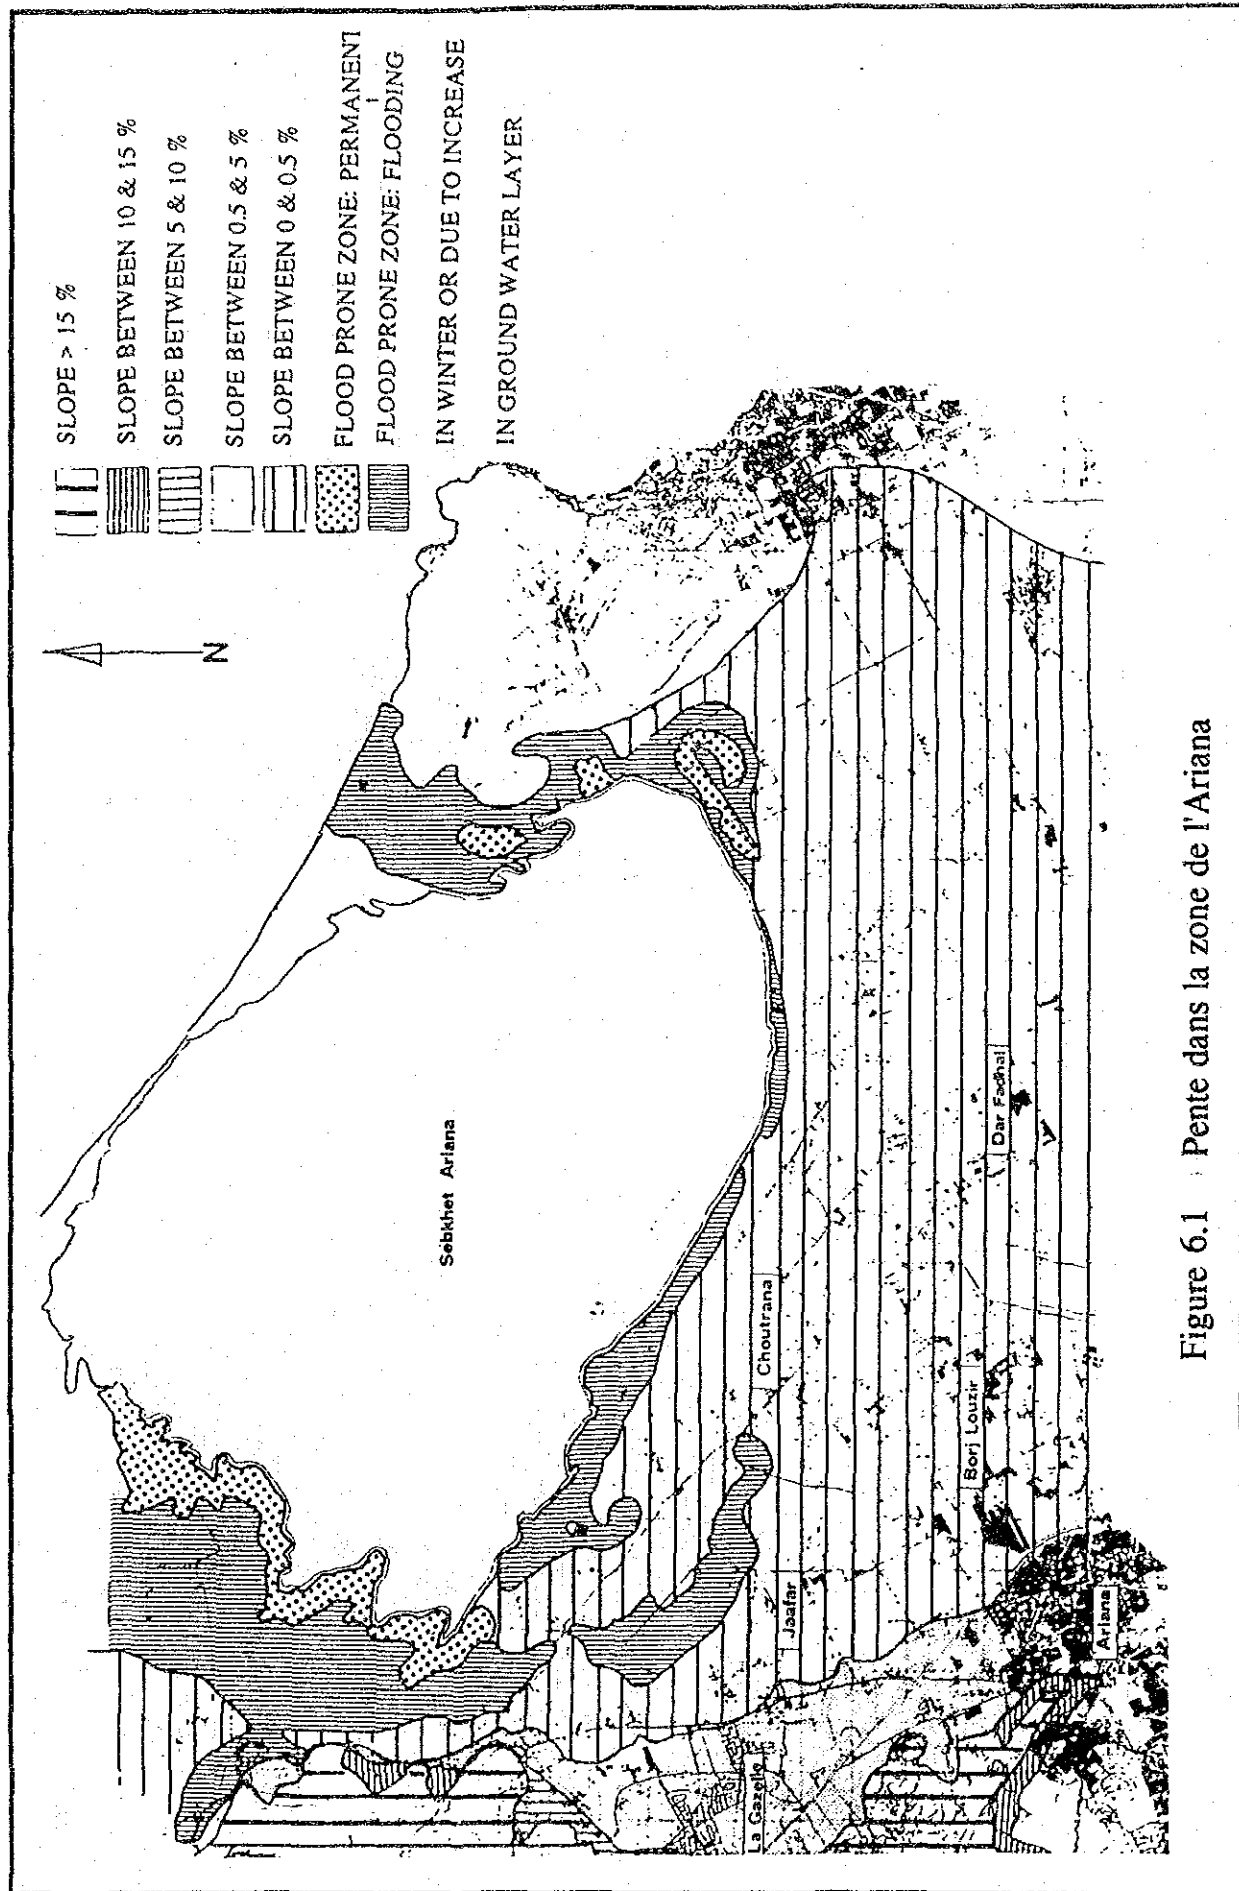 SLOPE > 15 %
SLOPE BETWEEN 10 & 15 %
SLOPE BETWEEN 5 & 10 %
SLOPE BETWEEN 0.5 & 5 %
SLOPE BETWEEN 0 & 0.5 %
FLOOD PRONE ZONE: PERMANENT
FLOOD PRONE ZONE: FLOODING
IN WINTER OR DUE TO INCREASE
IN GROUND WATER LAYER
N
Sebkhet Ariana
Choutrana
Jaafar
La Gazelle
Borj Louzir
Dar Fadhal
Ariana
Figure 6.1 Pente dans la zone de l'Ariana